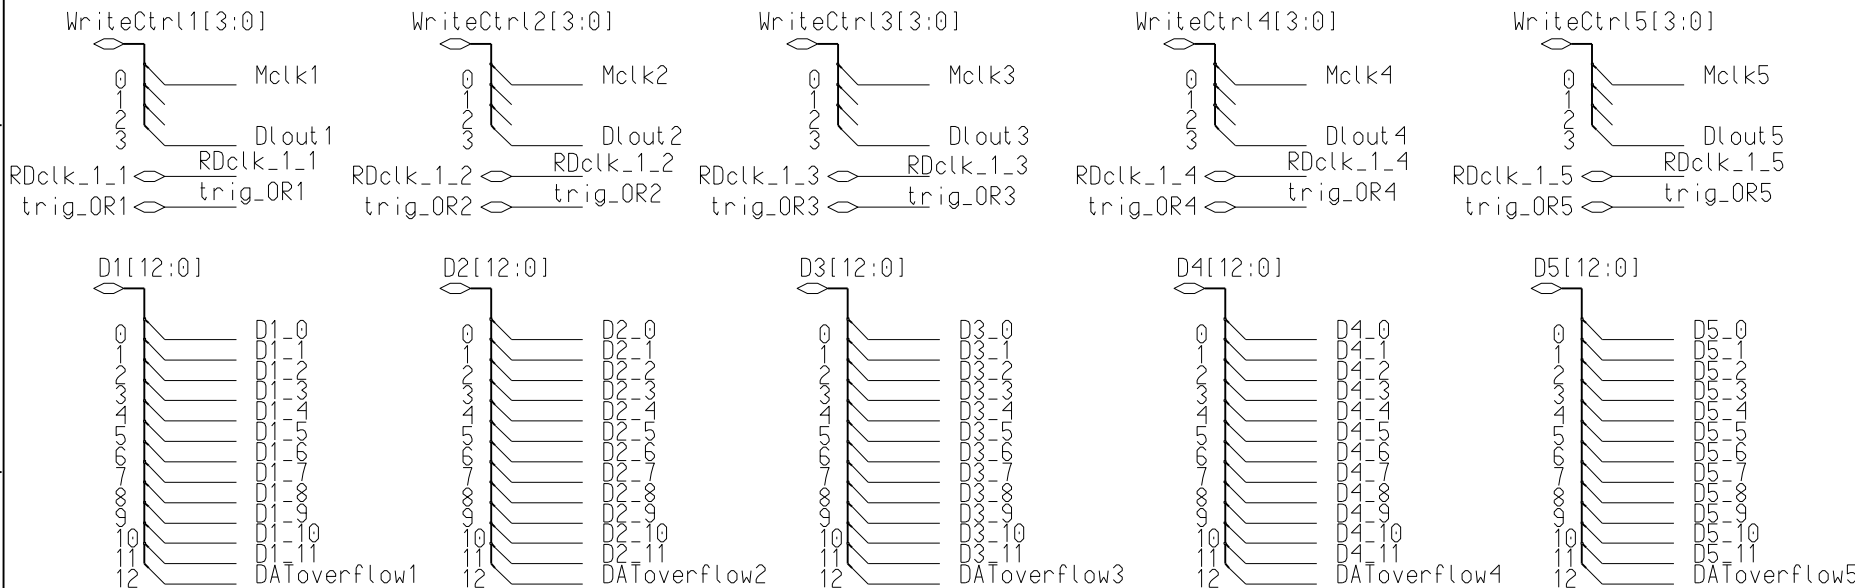 WriteCtrl1[3:0] WriteCtrl2[3:0] WriteCtrl3[3:0] WriteCtrl4[3:0] WriteCtrl5[3:0]
0 Mclk1 0 Mclk2 0 Mclk3 0 Mclk4 0 Mclk5
1 1 1 1 1
2 2 2 2 2
3 Dlout1 3 Dlout2 3 Dlout3 3 Dlout4 3 Dlout5
RDclk_1_1 RDclk_1_1 RDclk_1_2 RDclk_1_2 RDclk_1_3 RDclk_1_3 RDclk_1_4 RDclk_1_4 RDclk_1_5 RDclk_1_5
trig_OR1 trig_OR1 trig_OR2 trig_OR2 trig_OR3 trig_OR3 trig_OR4 trig_OR4 trig_OR5 trig_OR5
D1[12:0] D2[12:0] D3[12:0] D4[12:0] D5[12:0]
0 D1_0 0 D2_0 0 D3_0 0 D4_0 0 D5_0
1 D1_1 1 D2_1 1 D3_1 1 D4_1 1 D5_1
2 D1_2 2 D2_2 2 D3_2 2 D4_2 2 D5_2
3 D1_3 3 D2_3 3 D3_3 3 D4_3 3 D5_3
4 D1_4 4 D2_4 4 D3_4 4 D4_4 4 D5_4
5 D1_5 5 D2_5 5 D3_5 5 D4_5 5 D5_5
6 D1_6 6 D2_6 6 D3_6 6 D4_6 6 D5_6
7 D1_7 7 D2_7 7 D3_7 7 D4_7 7 D5_7
8 D1_8 8 D2_8 8 D3_8 8 D4_8 8 D5_8
9 D1_9 9 D2_9 9 D3_9 9 D4_9 9 D5_9
10 D1_10 10 D2_10 10 D3_10 10 D4_10 10 D5_10
11 D1_11 11 D2_11 11 D3_11 11 D4_11 11 D5_11
12 DAToverflow1 12 DAToverflow2 12 DAToverflow3 12 DAToverflow4 12 DAToverflow5